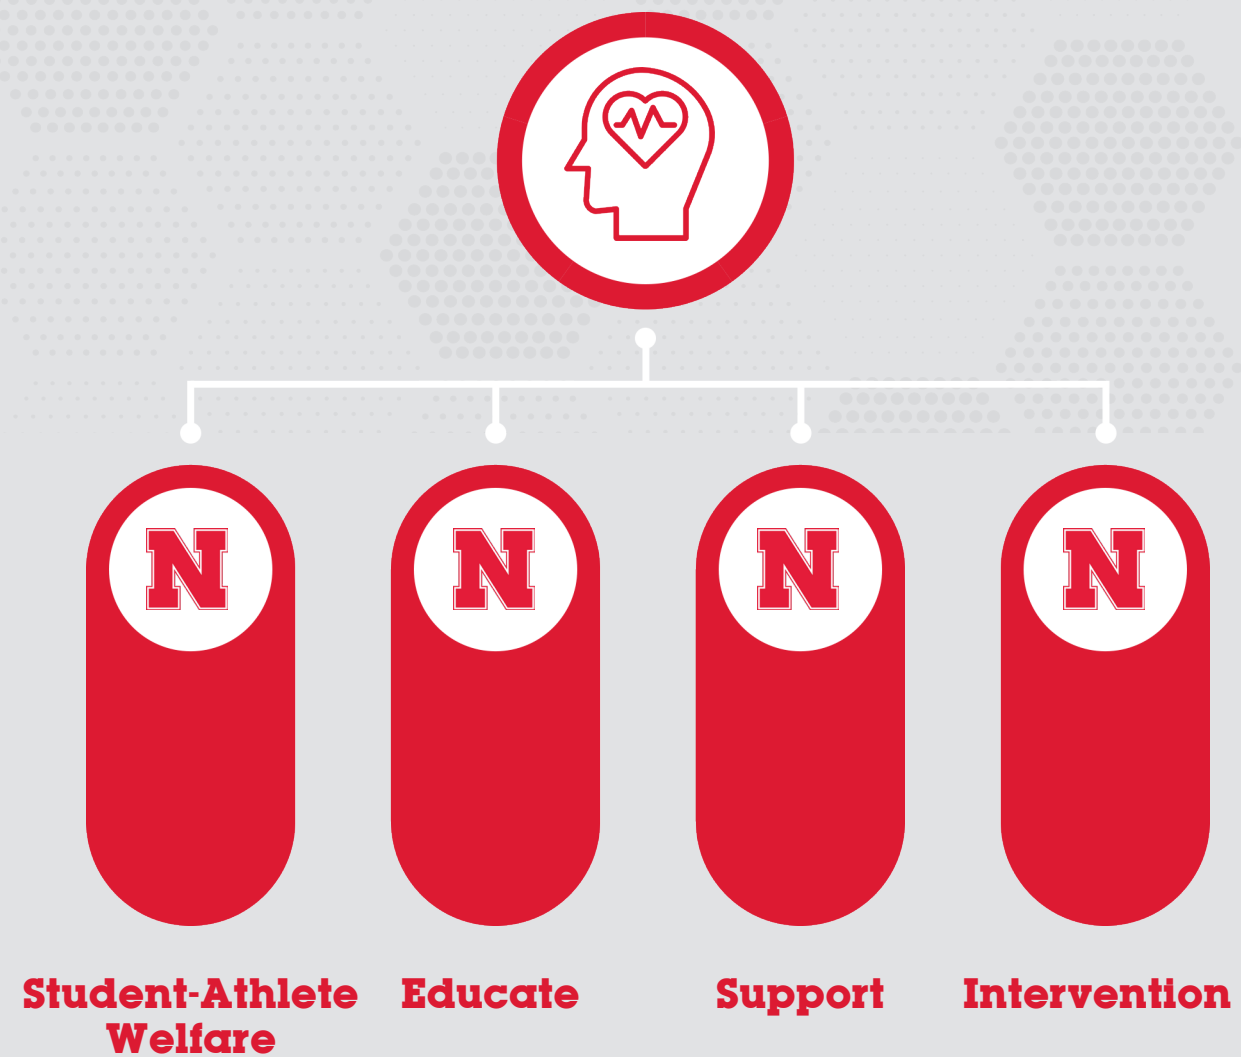 N
N
N
N
Student-Athlete
Welfare
Educate
Support
Intervention